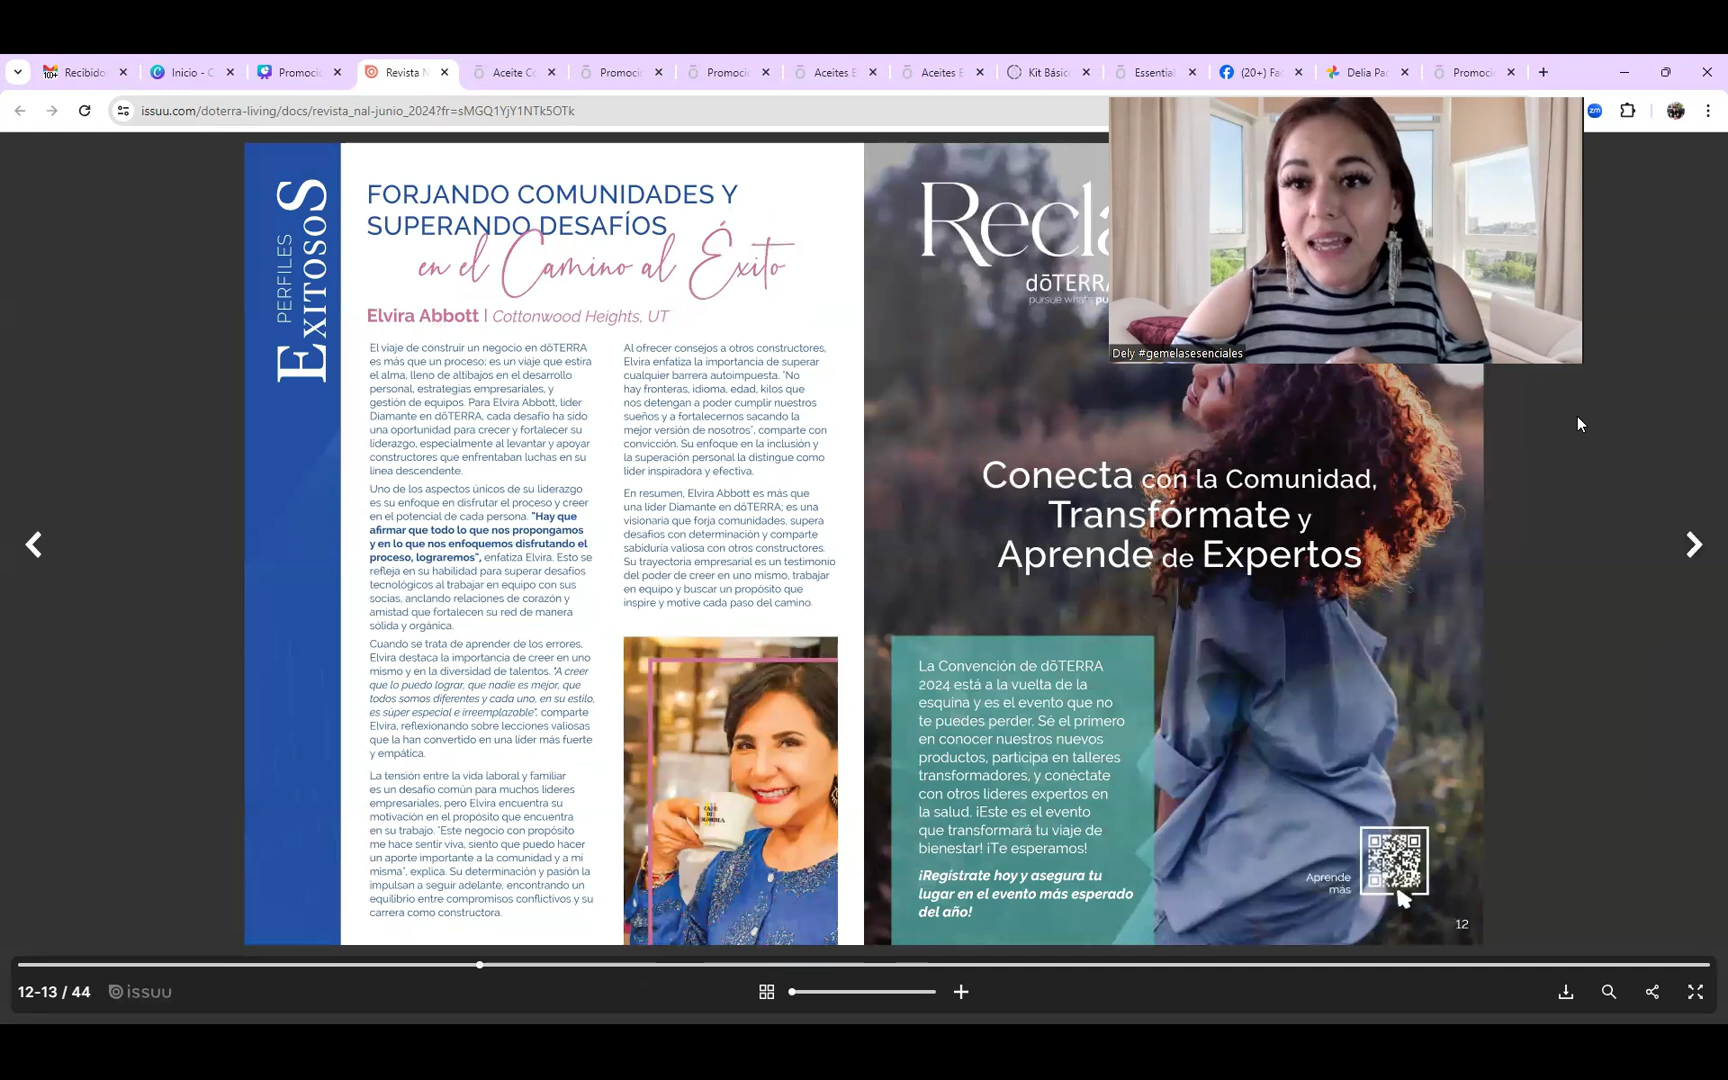 Recibido
Inicio - C
Promoci
Revista N
Aceite Co
Promoci
Promoci
Aceites E
Aceites E
Kit Básic
Essential
(20+) Fa
Delia Pa
Promoci
issuu.com/doterra-living/docs/revista_nal-junio_2024?fr=sMGQ1YjY1NTk5OTk
zm
PERFILES
EXITOSOS
FORJANDO COMUNIDADES Y
SUPERANDO DESAFÍOS
en el Camino al Éxito
Elvira Abbott | Cottonwood Heights, UT
El viaje de construir un negocio en dōTERRA
es más que un proceso; es un viaje que estira
el alma, lleno de altibajos en el desarrollo
personal, estrategias empresariales, y
gestión de equipos. Para Elvira Abbott, líder
Diamante en dōTERRA, cada desafío ha sido
una oportunidad para crecer y fortalecer su
liderazgo, especialmente al levantar y apoyar
constructores que enfrentaban luchas en su
línea descendente.
Uno de los aspectos únicos de su liderazgo
es su enfoque en disfrutar el proceso y creer
en el potencial de cada persona. "Hay que
afirmar que todo lo que nos propongamos
y en lo que nos enfoquemos disfrutando el
proceso, lograremos", enfatiza Elvira. Esto se
refleja en su habilidad para superar desafíos
tecnológicos al trabajar en equipo con sus
socias, anclando relaciones de corazón y
amistad que fortalecen su red de manera
sólida y orgánica.
Cuando se trata de aprender de los errores,
Elvira destaca la importancia de creer en uno
mismo y en la diversidad de talentos. "A creer
que lo puedo lograr, que nadie es mejor, que
todos somos diferentes y cada uno, en su estilo,
es súper especial e irreemplazable", comparte
Elvira, reflexionando sobre lecciones valiosas
que la han convertido en una líder más fuerte
y empática.
La tensión entre la vida laboral y familiar
es un desafío común para muchos líderes
empresariales, pero Elvira encuentra su
motivación en el propósito que encuentra
en su trabajo. "Este negocio con propósito
me hace sentir viva, siento que puedo hacer
un aporte importante a la comunidad y a mi
misma", explica. Su determinación y pasión la
impulsan a seguir adelante, encontrando un
equilibrio entre compromisos conflictivos y su
carrera como constructora.
Al ofrecer consejos a otros constructores,
Elvira enfatiza la importancia de superar
cualquier barrera autoimpuesta. "No
hay fronteras, idioma, edad, kilos que
nos detengan a poder cumplir nuestros
sueños y a fortalecernos sacando la
mejor versión de nosotros", comparte con
convicción. Su enfoque en la inclusión y
la superación personal la distingue como
líder inspiradora y efectiva.
En resumen, Elvira Abbott es más que
una líder Diamante en dōTERRA; es una
visionaria que forja comunidades, supera
desafíos con determinación y comparte
sabiduría valiosa con otros constructores.
Su trayectoria empresarial es un testimonio
del poder de creer en uno mismo, trabajar
en equipo y buscar un propósito que
inspire y motive cada paso del camino.
Recla
dōTERRA
pursue what's pu
Dely #gemelasesenciales
Conecta con la Comunidad,
Transfórmate y
Aprende de Expertos
La Convención de dōTERRA
2024 está a la vuelta de la
esquina y es el evento que no
te puedes perder. Sé el primero
en conocer nuestros nuevos
productos, participa en talleres
transformadores, y conéctate
con otros líderes expertos en
la salud. ¡Este es el evento
que transformará tu viaje de
bienestar! ¡Te esperamos!
¡Regístrate hoy y asegura tu
lugar en el evento más esperado
del año!
Aprende
más
12
12-13 / 44
issuu